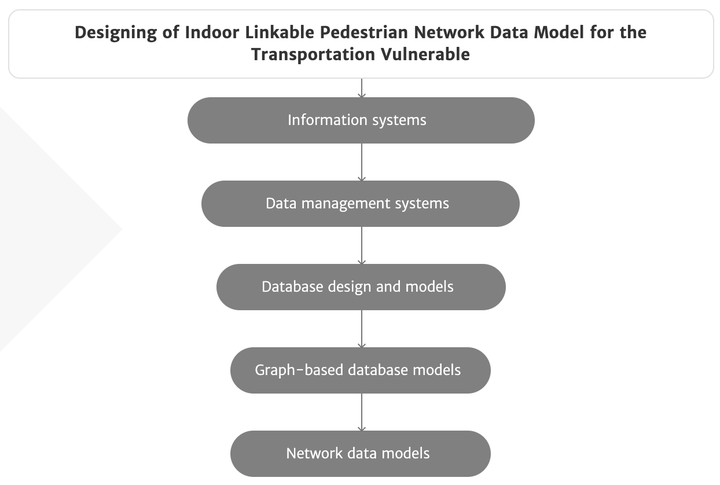 Designing of Indoor Linkable Pedestrian Network Data Model for the
Transportation Vulnerable
Information systems
Data management systems
Database design and models
Graph-based database models
Network data models